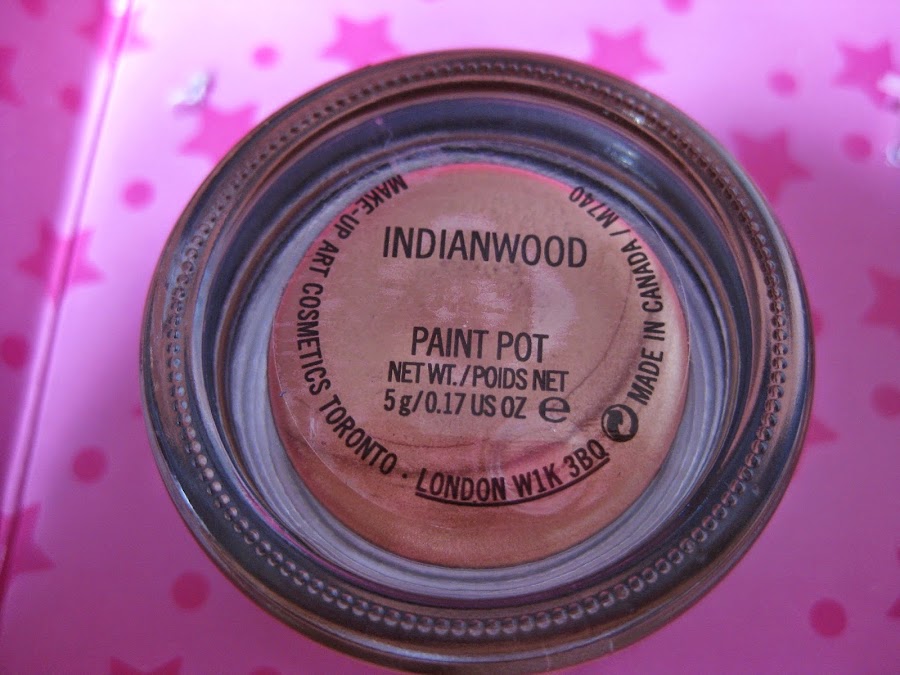 INDIANWOOD
PAINT POT
NET WT./POIDS NET
5 g/0.17 US OZ ℮
MAKE-UP ART COSMETICS TORONTO · LONDON W1K 3BQ
MADE IN CANADA / M740